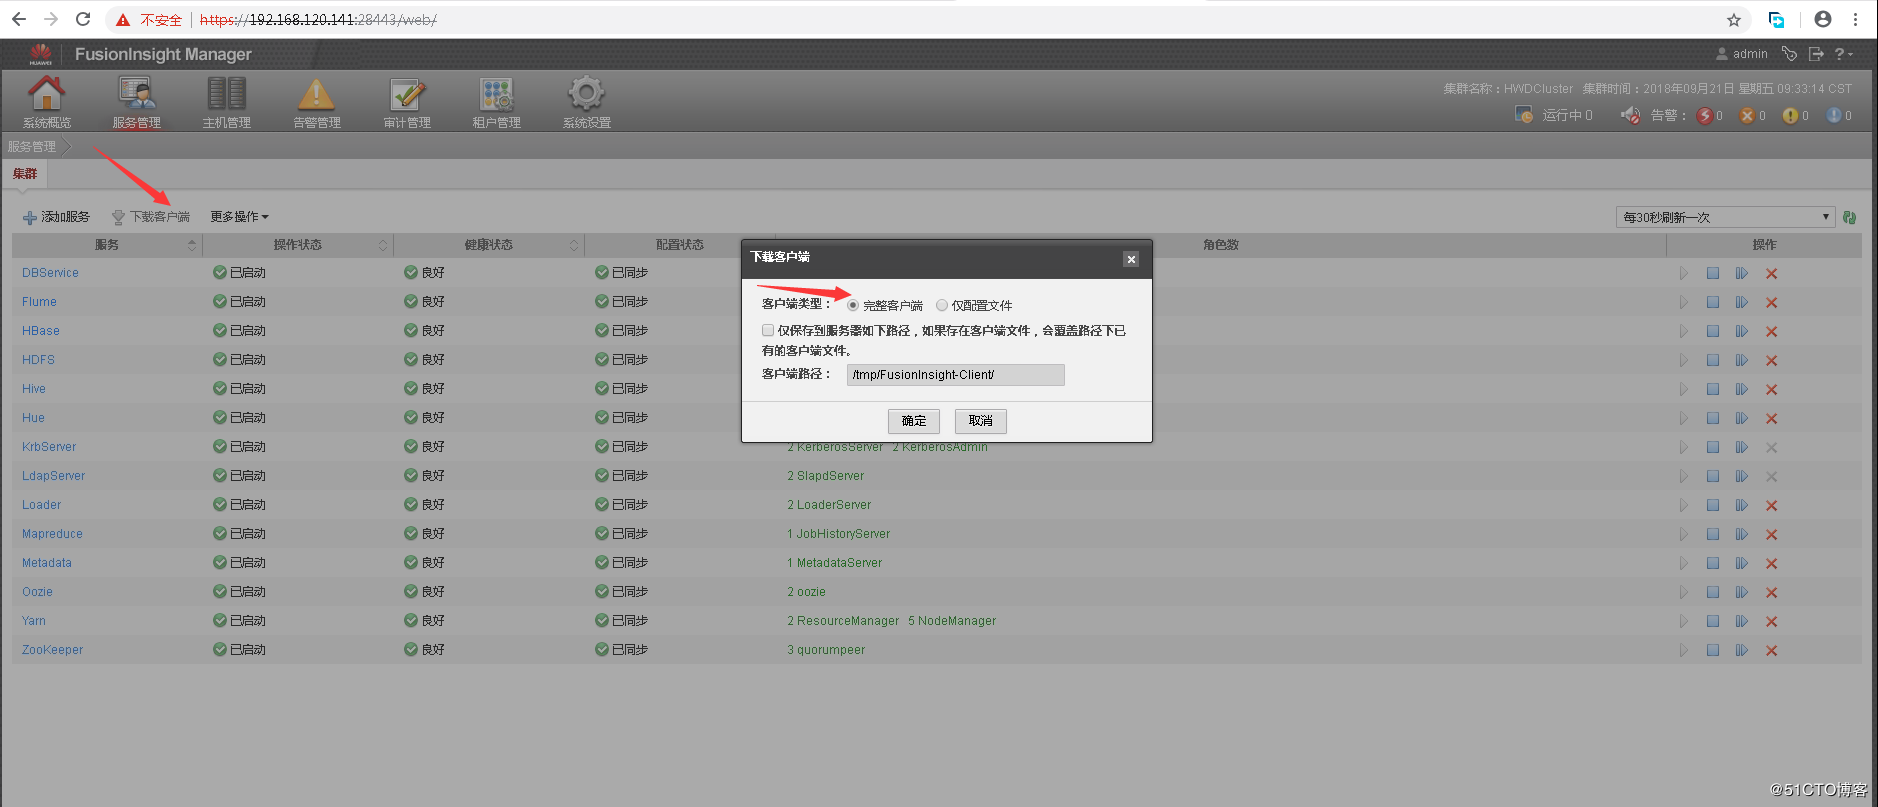 不安全 https://192.168.120.141:28443/web/
HUAWEI FusionInsight Manager admin ?
系统概览 服务管理 主机管理 告警管理 审计管理 租户管理 系统设置
集群名称：HWDCluster 集群时间：2018年09月21日 星期五 09:33:14 CST
运行中 0 告警： 0 0 0 0
服务管理
集群
添加服务 下载客户端 更多操作 每30秒刷新一次
服务 操作状态 健康状态 配置状态 角色数 操作
DBService 已启动 良好 已同步
Flume 已启动 良好 已同步
HBase 已启动 良好 已同步
HDFS 已启动 良好 已同步
Hive 已启动 良好 已同步
Hue 已启动 良好 已同步
KrbServer 已启动 良好 已同步 2 KerberosServer 2 KerberosAdmin
LdapServer 已启动 良好 已同步 2 SlapdServer
Loader 已启动 良好 已同步 2 LoaderServer
Mapreduce 已启动 良好 已同步 1 JobHistoryServer
Metadata 已启动 良好 已同步 1 MetadataServer
Oozie 已启动 良好 已同步 2 oozie
Yarn 已启动 良好 已同步 2 ResourceManager 5 NodeManager
ZooKeeper 已启动 良好 已同步 3 quorumpeer
下载客户端
客户端类型： 完整客户端 仅配置文件
仅保存到服务器如下路径，如果存在客户端文件，会覆盖路径下已
有的客户端文件。
客户端路径： /tmp/FusionInsight-Client/
确定 取消
@51CTO博客